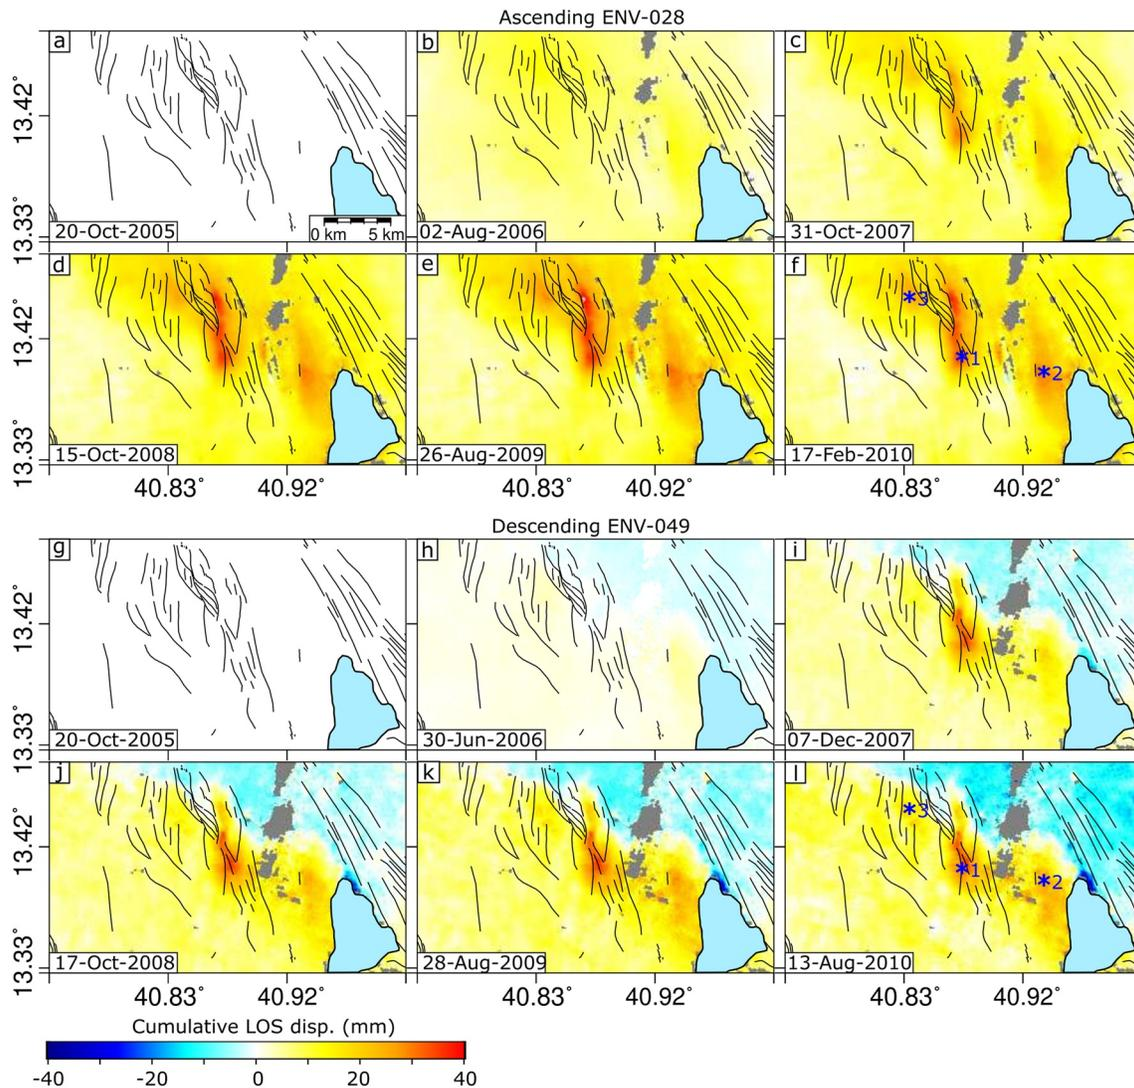 Ascending ENV-028
a b c
13.42°
13.33°
20-Oct-2005 0 km 5 km 02-Aug-2006 31-Oct-2007
d e f
*3
13.42°
*1
*2
13.33°
15-Oct-2008 26-Aug-2009 17-Feb-2010
40.83° 40.92° 40.83° 40.92° 40.83° 40.92°
Descending ENV-049
g h i
13.42°
13.33°
20-Oct-2005 30-Jun-2006 07-Dec-2007
j k l
*3
13.42°
*1
*2
13.33°
17-Oct-2008 28-Aug-2009 13-Aug-2010
40.83° 40.92° 40.83° 40.92° 40.83° 40.92°
Cumulative LOS disp. (mm)
-40 -20 0 20 40